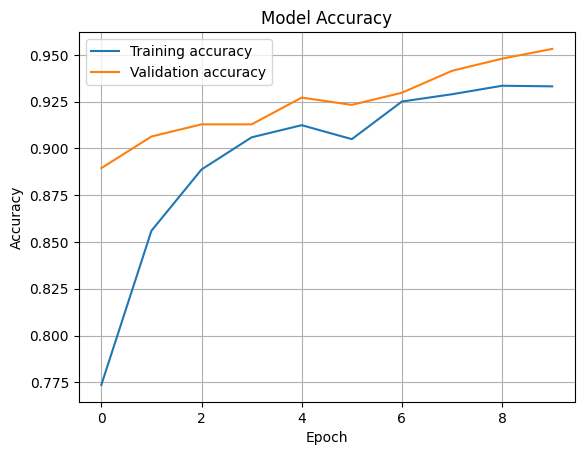 Model Accuracy
Training accuracy
Validation accuracy
0.950
0.925
0.900
0.875
0.850
0.825
0.800
0.775
Accuracy
0 2 4 6 8
Epoch